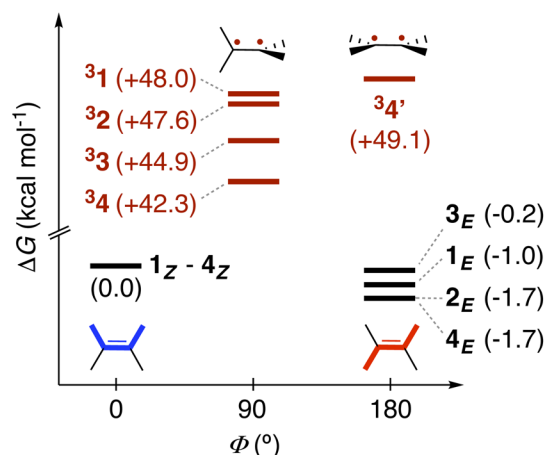 ³1 (+48.0)
³2 (+47.6)
³3 (+44.9)
³4 (+42.3)
³4'
(+49.1)
ΔG (kcal mol⁻¹)
1Z - 4Z
(0.0)
3E (-0.2)
1E (-1.0)
2E (-1.7)
4E (-1.7)
0 90 180
Φ (º)